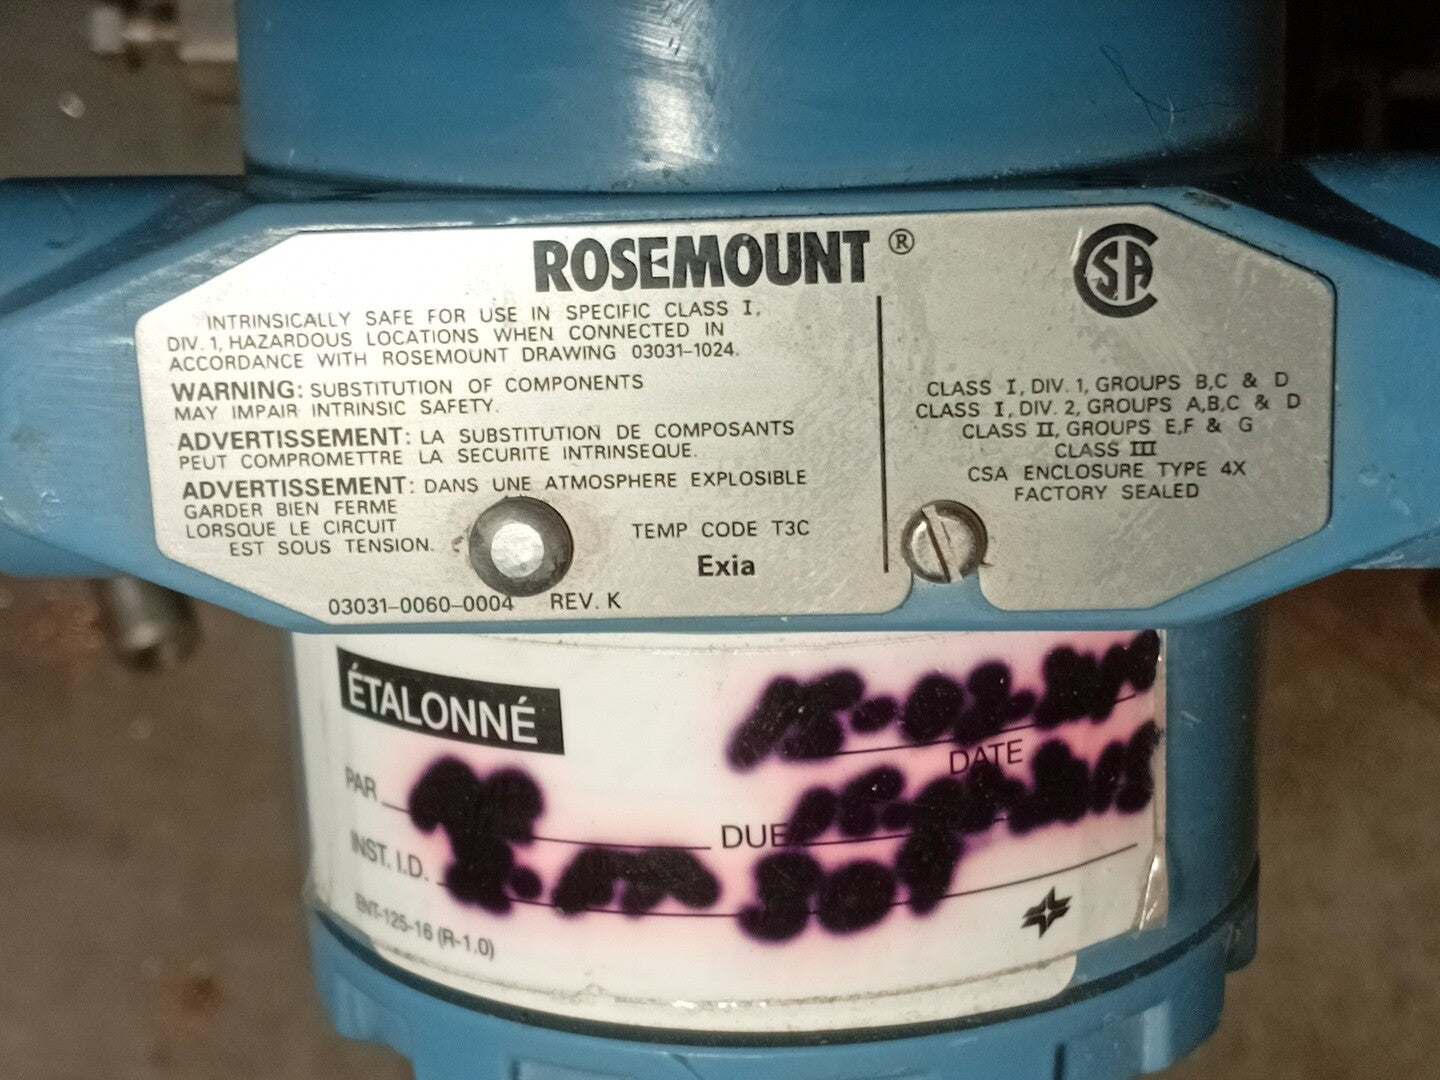 ROSEMOUNT ®
INTRINSICALLY SAFE FOR USE IN SPECIFIC CLASS I,
DIV. 1, HAZARDOUS LOCATIONS WHEN CONNECTED IN
ACCORDANCE WITH ROSEMOUNT DRAWING 03031-1024.
WARNING: SUBSTITUTION OF COMPONENTS
MAY IMPAIR INTRINSIC SAFETY.
ADVERTISSEMENT: LA SUBSTITUTION DE COMPOSANTS
PEUT COMPROMETTRE LA SECURITE INTRINSEQUE.
ADVERTISSEMENT: DANS UNE ATMOSPHERE EXPLOSIBLE
GARDER BIEN FERME
LORSQUE LE CIRCUIT
EST SOUS TENSION.
TEMP CODE T3C
Exia
03031-0060-0004 REV. K
CSA
CLASS I, DIV. 1, GROUPS B,C & D
CLASS I, DIV. 2, GROUPS A,B,C & D
CLASS II, GROUPS E,F & G
CLASS III
CSA ENCLOSURE TYPE 4X
FACTORY SEALED
ÉTALONNÉ
DATE
PAR
DUE
INST. I.D.
ENT-125-16 (R-1.0)